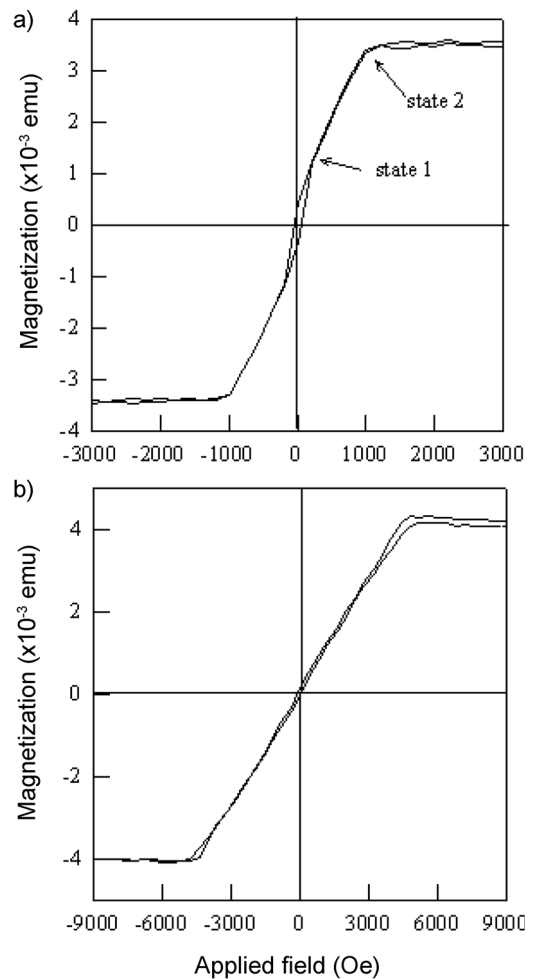 a)
Magnetization (x10⁻³ emu)
4
3
2
1
0
-1
-2
-3
-4
state 2
state 1
-3000 -2000 -1000 0 1000 2000 3000
b)
Magnetization (x10⁻³ emu)
4
2
0
-2
-4
-9000 -6000 -3000 0 3000 6000 9000
Applied field (Oe)